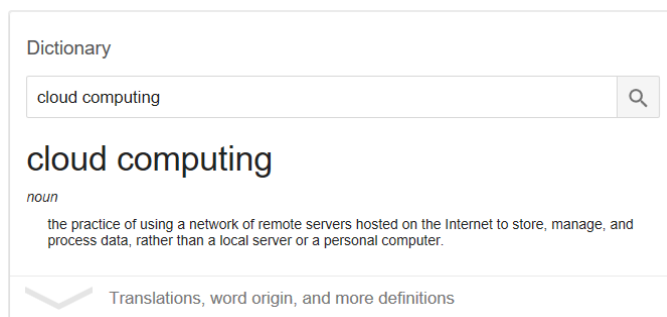 Dictionary
cloud computing
cloud computing
noun
the practice of using a network of remote servers hosted on the Internet to store, manage, and
process data, rather than a local server or a personal computer.
Translations, word origin, and more definitions